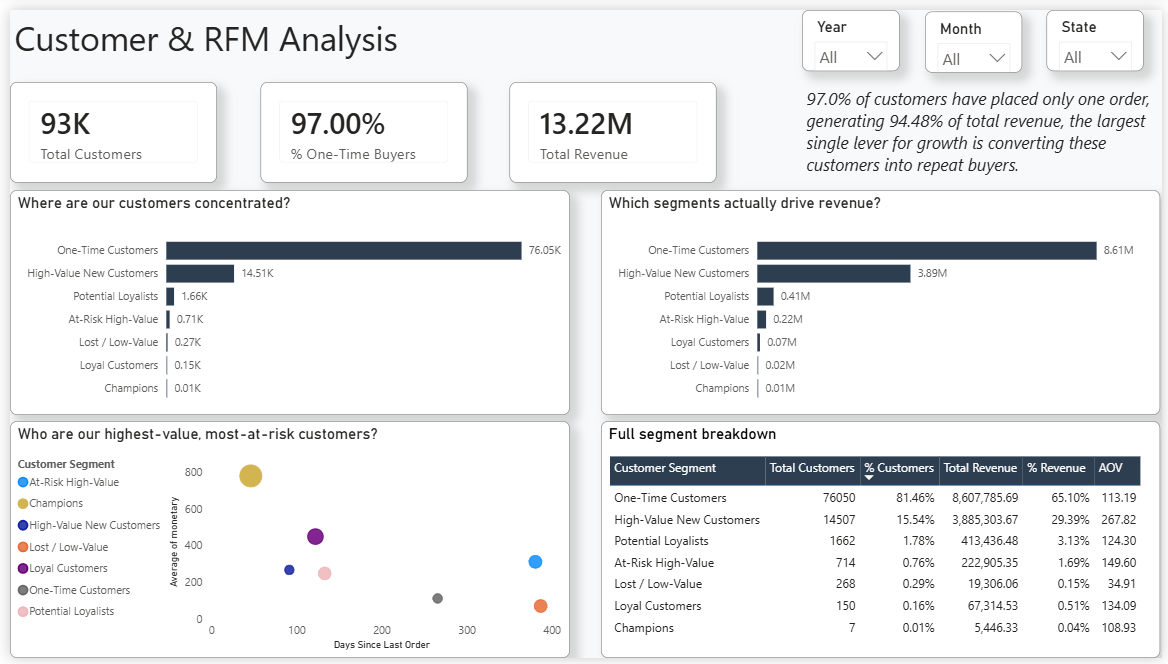 Customer & RFM Analysis
Year
All
Month
All
State
All
93K
Total Customers
97.00%
% One-Time Buyers
13.22M
Total Revenue
97.0% of customers have placed only one order,
generating 94.48% of total revenue, the largest
single lever for growth is converting these
customers into repeat buyers.
Where are our customers concentrated?
One-Time Customers 76.05K
High-Value New Customers 14.51K
Potential Loyalists 1.66K
At-Risk High-Value 0.71K
Lost / Low-Value 0.27K
Loyal Customers 0.15K
Champions 0.01K
Which segments actually drive revenue?
One-Time Customers 8.61M
High-Value New Customers 3.89M
Potential Loyalists 0.41M
At-Risk High-Value 0.22M
Loyal Customers 0.07M
Lost / Low-Value 0.02M
Champions 0.01M
Who are our highest-value, most-at-risk customers?
Customer Segment
At-Risk High-Value
Champions
High-Value New Customers
Lost / Low-Value
Loyal Customers
One-Time Customers
Potential Loyalists
Average of monetary
800
600
400
200
0
0 100 200 300 400
Days Since Last Order
Full segment breakdown
Customer Segment Total Customers % Customers Total Revenue % Revenue AOV
One-Time Customers 76050 81.46% 8,607,785.69 65.10% 113.19
High-Value New Customers 14507 15.54% 3,885,303.67 29.39% 267.82
Potential Loyalists 1662 1.78% 413,436.48 3.13% 124.30
At-Risk High-Value 714 0.76% 222,905.35 1.69% 149.60
Lost / Low-Value 268 0.29% 19,306.06 0.15% 34.91
Loyal Customers 150 0.16% 67,314.53 0.51% 134.09
Champions 7 0.01% 5,446.33 0.04% 108.93